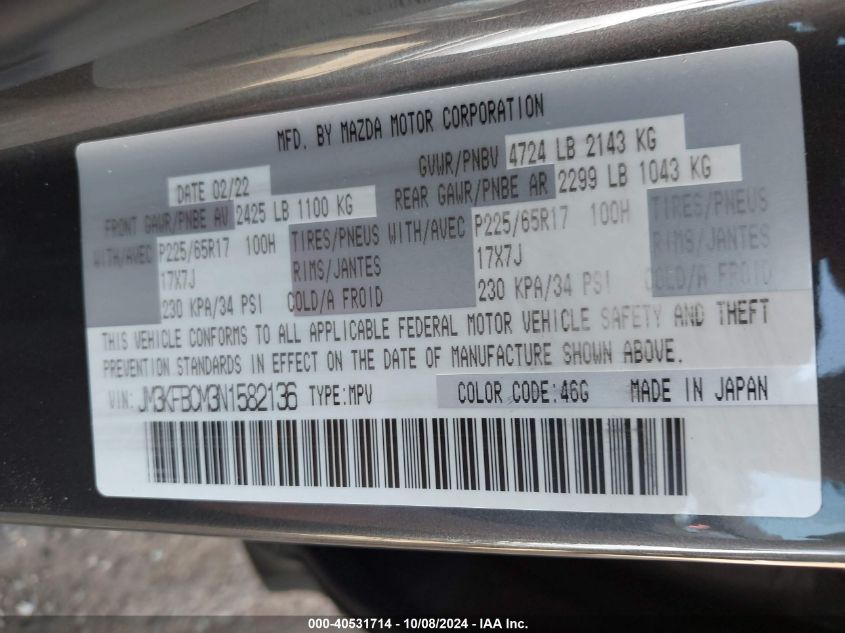 MFD. BY MAZDA MOTOR CORPORATION
DATE 02/22 GVWR/PNBV 4724 LB 2143 KG
FRONT GAWR/PNBE AV 2425 LB 1100 KG REAR GAWR/PNBE AR 2299 LB 1043 KG
WITH/AVEC P225/65R17 100H TIRES/PNEUS WITH/AVEC P225/65R17 100H TIRES/PNEUS
17X7J RIMS/JANTES 17X7J RIMS/JANTES
230 KPA/34 PSI COLD/A FROID 230 KPA/34 PSI COLD/A FROID
THIS VEHICLE CONFORMS TO ALL APPLICABLE FEDERAL MOTOR VEHICLE SAFETY AND THEFT
PREVENTION STANDARDS IN EFFECT ON THE DATE OF MANUFACTURE SHOWN ABOVE.
VIN: JM3KFBCM3N1582136 TYPE:MPV COLOR CODE:46G MADE IN JAPAN
000-40531714 - 10/08/2024 - IAA Inc.